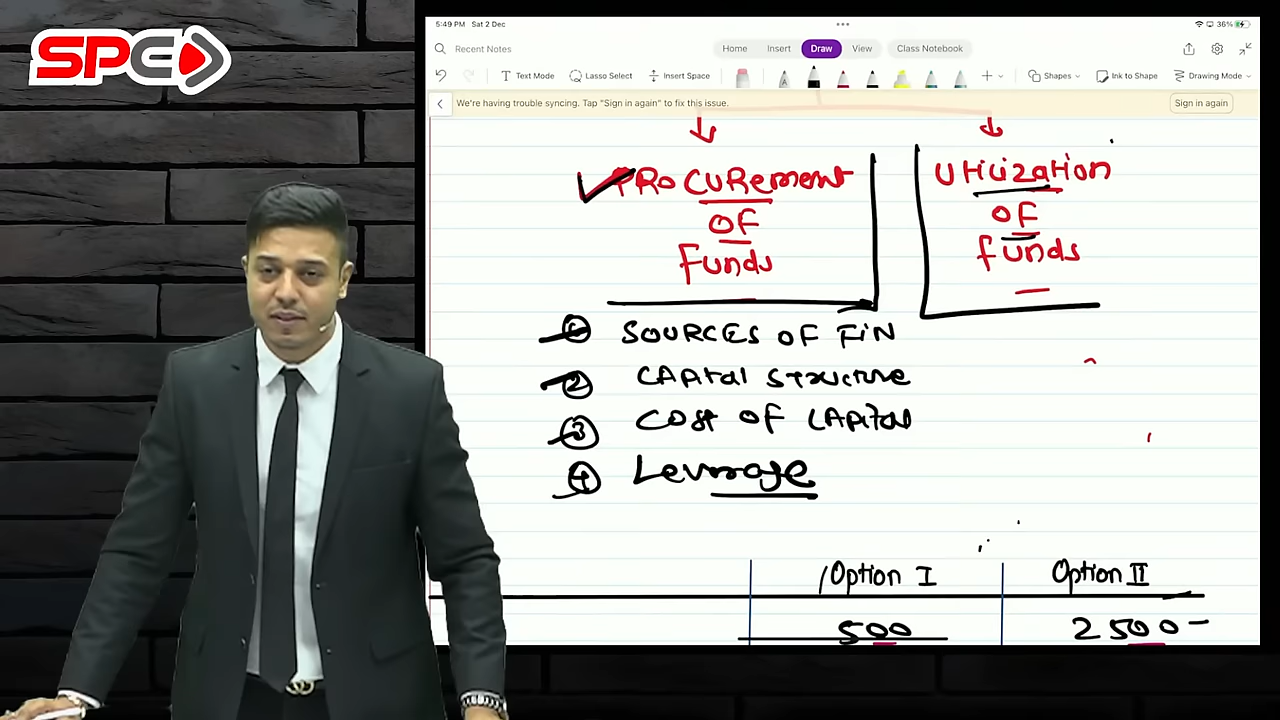 SPC
5:49 PM Sat 2 Dec
36%
Recent Notes
Home Insert Draw View Class Notebook
Text Mode Lasso Select Insert Space Shapes Ink to Shape Drawing Mode
We're having trouble syncing. Tap "Sign in again" to fix this issue. Sign in again
PROCUREment Utilization
OF OF
Funds funds
1 SOURCES OF FIN
2 CAPital structure
3 COST OF CAPital
4 Leverage
Option I Option II
500 2500